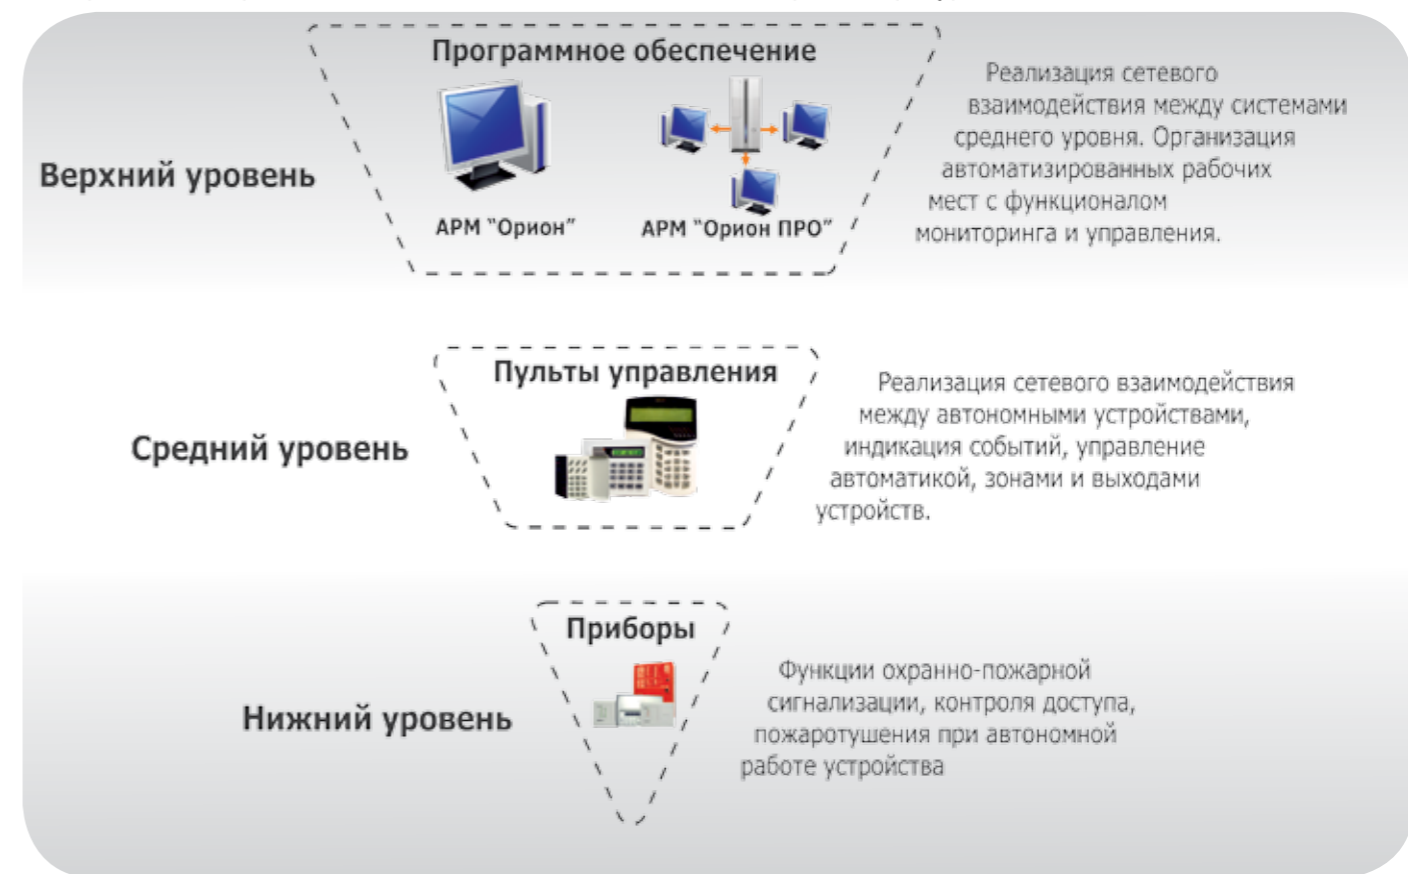 Программное обеспечение
Реализация сетевого
взаимодействия между системами
среднего уровня. Организация
автоматизированных рабочих
мест с функционалом
мониторинга и управления.
Верхний уровень
АРМ "Орион"
АРМ "Орион ПРО"
Пульты управления
Реализация сетевого взаимодействия
между автономными устройствами,
индикация событий, управление
автоматикой, зонами и выходами
устройств.
Средний уровень
Приборы
Функции охранно-пожарной
сигнализации, контроля доступа,
пожаротушения при автономной
работе устройства
Нижний уровень